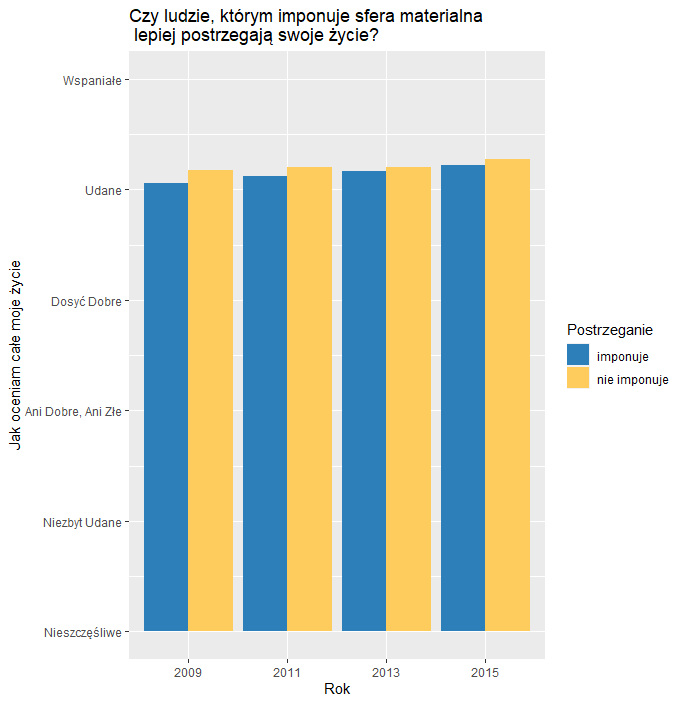 Czy ludzie, którym imponuje sfera materialna
lepiej postrzegają swoje życie?
Wspaniałe
Udane
Dosyć Dobre
Ani Dobre, Ani Złe
Niezbyt Udane
Nieszczęśliwe
Jak oceniam całe moje życie
2009
2011
2013
2015
Rok
Postrzeganie
imponuje
nie imponuje